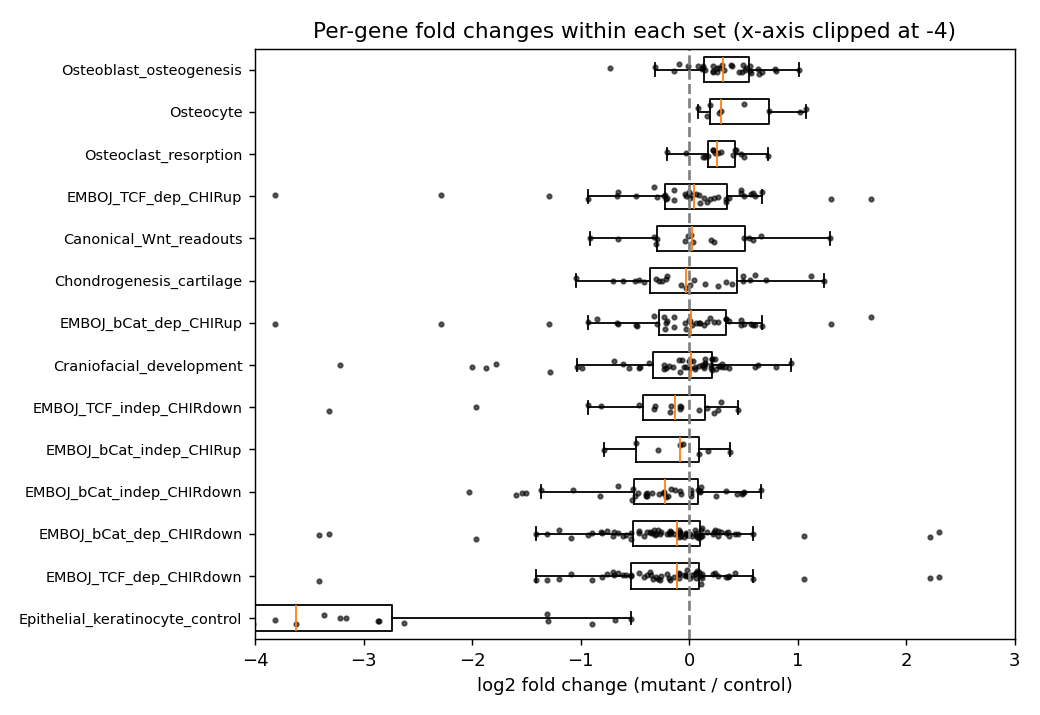 Per-gene fold changes within each set (x-axis clipped at -4)
Osteoblast_osteogenesis
Osteocyte
Osteoclast_resorption
EMBOJ_TCF_dep_CHIRup
Canonical_Wnt_readouts
Chondrogenesis_cartilage
EMBOJ_bCat_dep_CHIRup
Craniofacial_development
EMBOJ_TCF_indep_CHIRdown
EMBOJ_bCat_indep_CHIRup
EMBOJ_bCat_indep_CHIRdown
EMBOJ_bCat_dep_CHIRdown
EMBOJ_TCF_dep_CHIRdown
Epithelial_keratinocyte_control
−4 −3 −2 −1 0 1 2 3
log2 fold change (mutant / control)